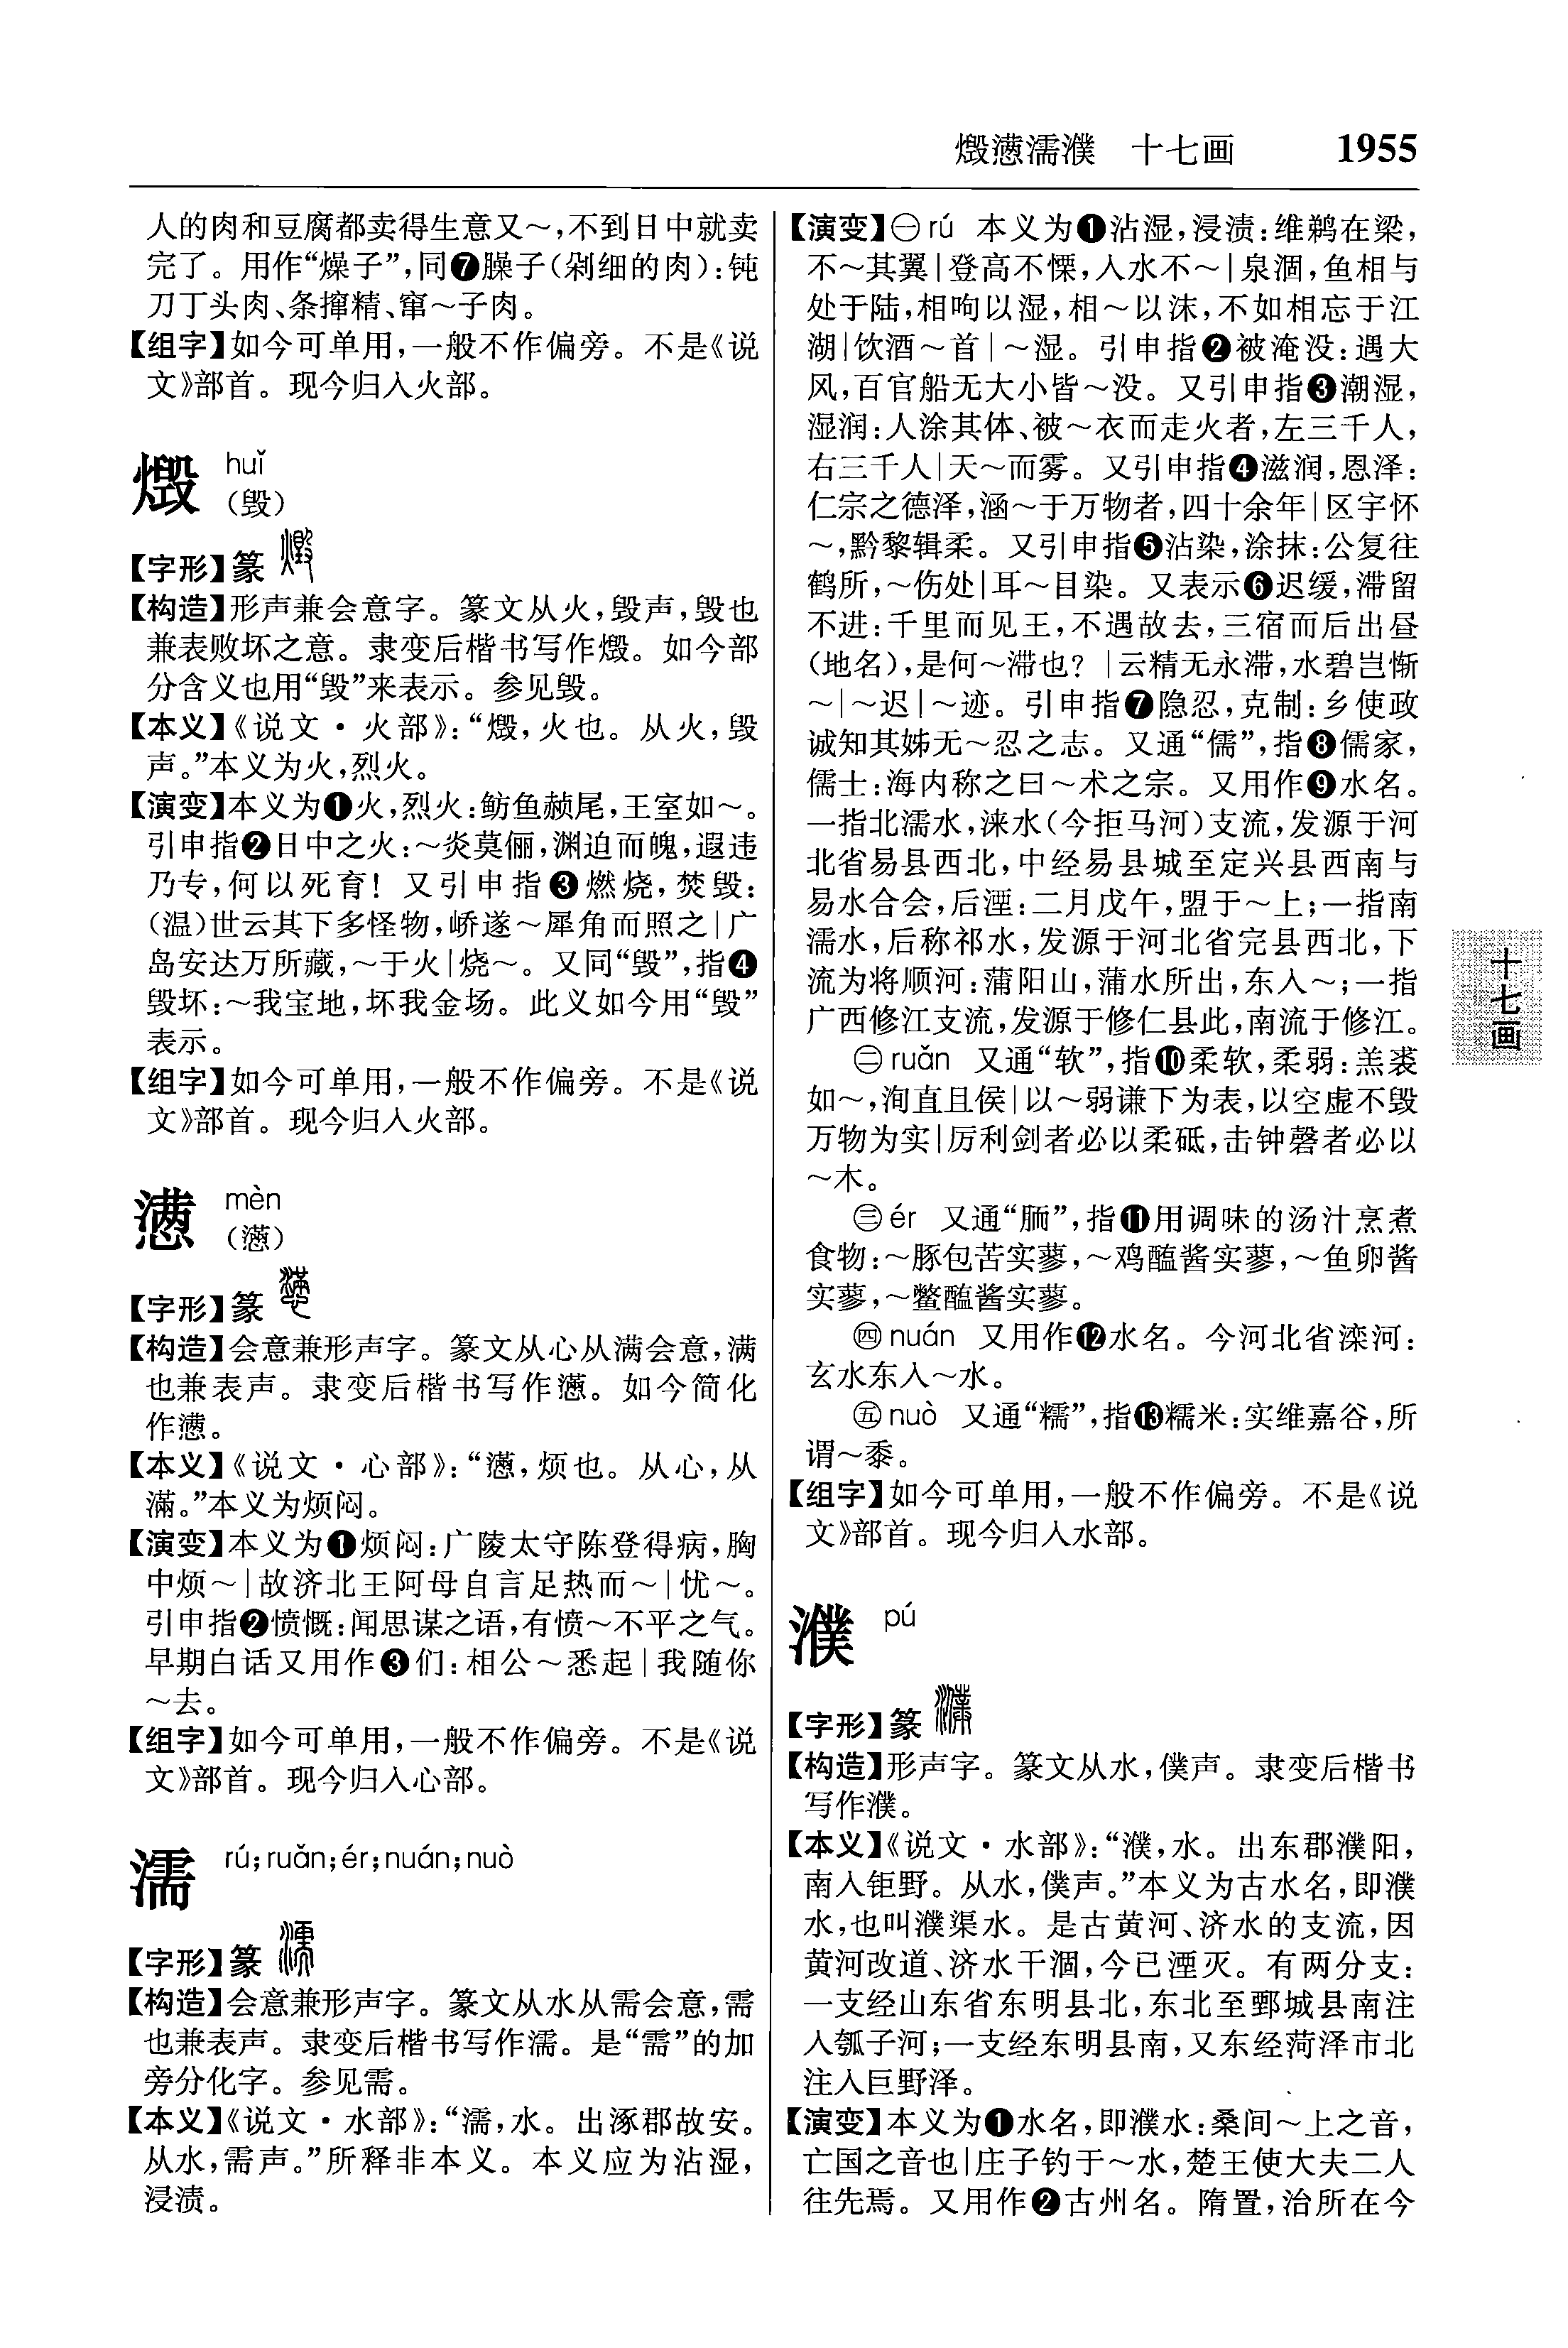 燬懑濡濮　十七画　1955
人的肉和豆腐都卖得生意又～,不到日中就卖
完了。用作“燥子”,同❼臊子(剁细的肉):钝
刀丁头肉、条撺精、窜～子肉。
【组字】如今可单用,一般不作偏旁。不是《说
文》部首。现今归入火部。
燬 huǐ
(毁)
【字形】篆
【构造】形声兼会意字。篆文从火,毁声,毁也
兼表败坏之意。隶变后楷书写作燬。如今部
分含义也用“毁”来表示。参见毁。
【本义】《说文·火部》:“燬,火也。从火,毁
声。”本义为火,烈火。
【演变】本义为❶火,烈火:鲂鱼赪尾,王室如～。
引申指❷日中之火:～炎莫俪,渊迫而魄,遐违
乃专,何以死育! 又引申指❸燃烧,焚毁:
(温)世云其下多怪物,峤遂～犀角而照之|广
岛安达万所藏,～于火|烧～。又同“毁”,指❹
毁坏:～我宝地,坏我金场。此义如今用“毁”
表示。
【组字】如今可单用,一般不作偏旁。不是《说
文》部首。现今归入火部。
懑 mèn
(懣)
【字形】篆
【构造】会意兼形声字。篆文从心从满会意,满
也兼表声。隶变后楷书写作懣。如今简化
作懑。
【本义】《说文·心部》:“懣,烦也。从心,从
滿。”本义为烦闷。
【演变】本义为❶烦闷:广陵太守陈登得病,胸
中烦～|故济北王阿母自言足热而～|忧～。
引申指❷愤慨:闻思谋之语,有愤～不平之气。
早期白话又用作❸们:相公～悉起|我随你
～去。
【组字】如今可单用,一般不作偏旁。不是《说
文》部首。现今归入心部。
濡 rú;ruǎn;ér;nuán;nuò
【字形】篆
【构造】会意兼形声字。篆文从水从需会意,需
也兼表声。隶变后楷书写作濡。是“需”的加
旁分化字。参见需。
【本义】《说文·水部》:“濡,水。出涿郡故安。
从水,需声。”所释非本义。本义应为沾湿,
浸渍。
【演变】㊀rú 本义为❶沾湿,浸渍:维鹈在梁,
不～其翼|登高不慄,入水不～|泉涸,鱼相与
处于陆,相呴以湿,相～以沫,不如相忘于江
湖|饮酒～首|～湿。引申指❷被淹没:遇大
风,百官船无大小皆～没。又引申指❸潮湿,
湿润:人涂其体、被～衣而走火者,左三千人,
右三千人|天～而雾。又引申指❹滋润,恩泽:
仁宗之德泽,涵～于万物者,四十余年|区宇怀
～,黔黎辑柔。又引申指❺沾染,涂抹:公复往
鹤所,～伤处|耳～目染。又表示❻迟缓,滞留
不进:千里而见王,不遇故去,三宿而后出昼
(地名),是何～滞也? |云精无永滞,水碧岂惭
～|～迟|～迹。引申指❼隐忍,克制:乡使政
诚知其姊无～忍之志。又通“儒”,指❽儒家,
儒士:海内称之曰～术之宗。又用作❾水名。
一指北濡水,涞水(今拒马河)支流,发源于河
北省易县西北,中经易县城至定兴县西南与
易水合会,后湮:二月戊午,盟于～上;一指南
濡水,后称祁水,发源于河北省完县西北,下
流为将顺河:蒲阳山,蒲水所出,东入～;一指
广西修江支流,发源于修仁县此,南流于修江。
㊁ruǎn 又通“软”,指❿柔软,柔弱:羔裘
如～,洵直且侯|以～弱谦下为表,以空虚不毁
万物为实|厉利剑者必以柔砥,击钟磬者必以
～木。
㊂ér 又通“胹”,指⓫用调味的汤汁烹煮
食物:～豚包苦实蓼,～鸡醢酱实蓼,～鱼卵酱
实蓼,～鳖醢酱实蓼。
㊃nuán 又用作⓬水名。今河北省滦河:
玄水东入～水。
㊄nuò 又通“糯”,指⓭糯米:实维嘉谷,所
谓～黍。
【组字】如今可单用,一般不作偏旁。不是《说
文》部首。现今归入水部。
濮 pú
【字形】篆
【构造】形声字。篆文从水,僕声。隶变后楷书
写作濮。
【本义】《说文·水部》:“濮,水。出东郡濮阳,
南入钜野。从水,僕声。”本义为古水名,即濮
水,也叫濮渠水。是古黄河、济水的支流,因
黄河改道、济水干涸,今已湮灭。有两分支:
一支经山东省东明县北,东北至鄄城县南注
入瓠子河;一支经东明县南,又东经菏泽市北
注入巨野泽。
【演变】本义为❶水名,即濮水:桑间～上之音,
亡国之音也|庄子钓于～水,楚王使大夫二人
往先焉。又用作❷古州名。隋置,治所在今
十七画